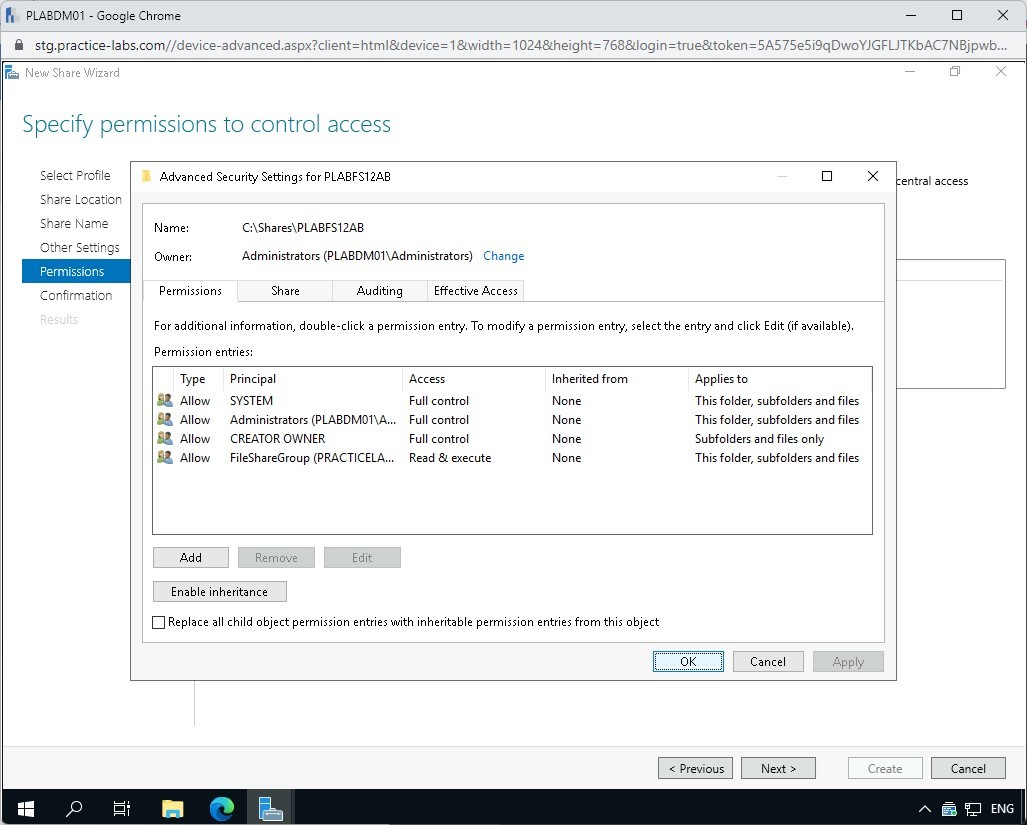 PLABDM01 - Google Chrome
stg.practice-labs.com//device-advanced.aspx?client=html&device=1&width=1024&height=768&login=true&token=5A575e5i9qDwoYJGFLJTKbAC7NBjpwb...
New Share Wizard
Specify permissions to control access
Select Profile
Share Location
Share Name
Other Settings
Permissions
Confirmation
Results
central access
Advanced Security Settings for PLABFS12AB
Name: C:\Shares\PLABFS12AB
Owner: Administrators (PLABDM01\Administrators) Change
Permissions Share Auditing Effective Access
For additional information, double-click a permission entry. To modify a permission entry, select the entry and click Edit (if available).
Permission entries:
Type Principal Access Inherited from Applies to
Allow SYSTEM Full control None This folder, subfolders and files
Allow Administrators (PLABDM01\A... Full control None This folder, subfolders and files
Allow CREATOR OWNER Full control None Subfolders and files only
Allow FileShareGroup (PRACTICELA... Read & execute None This folder, subfolders and files
Add Remove Edit
Enable inheritance
Replace all child object permission entries with inheritable permission entries from this object
OK Cancel Apply
< Previous Next > Create Cancel
ENG